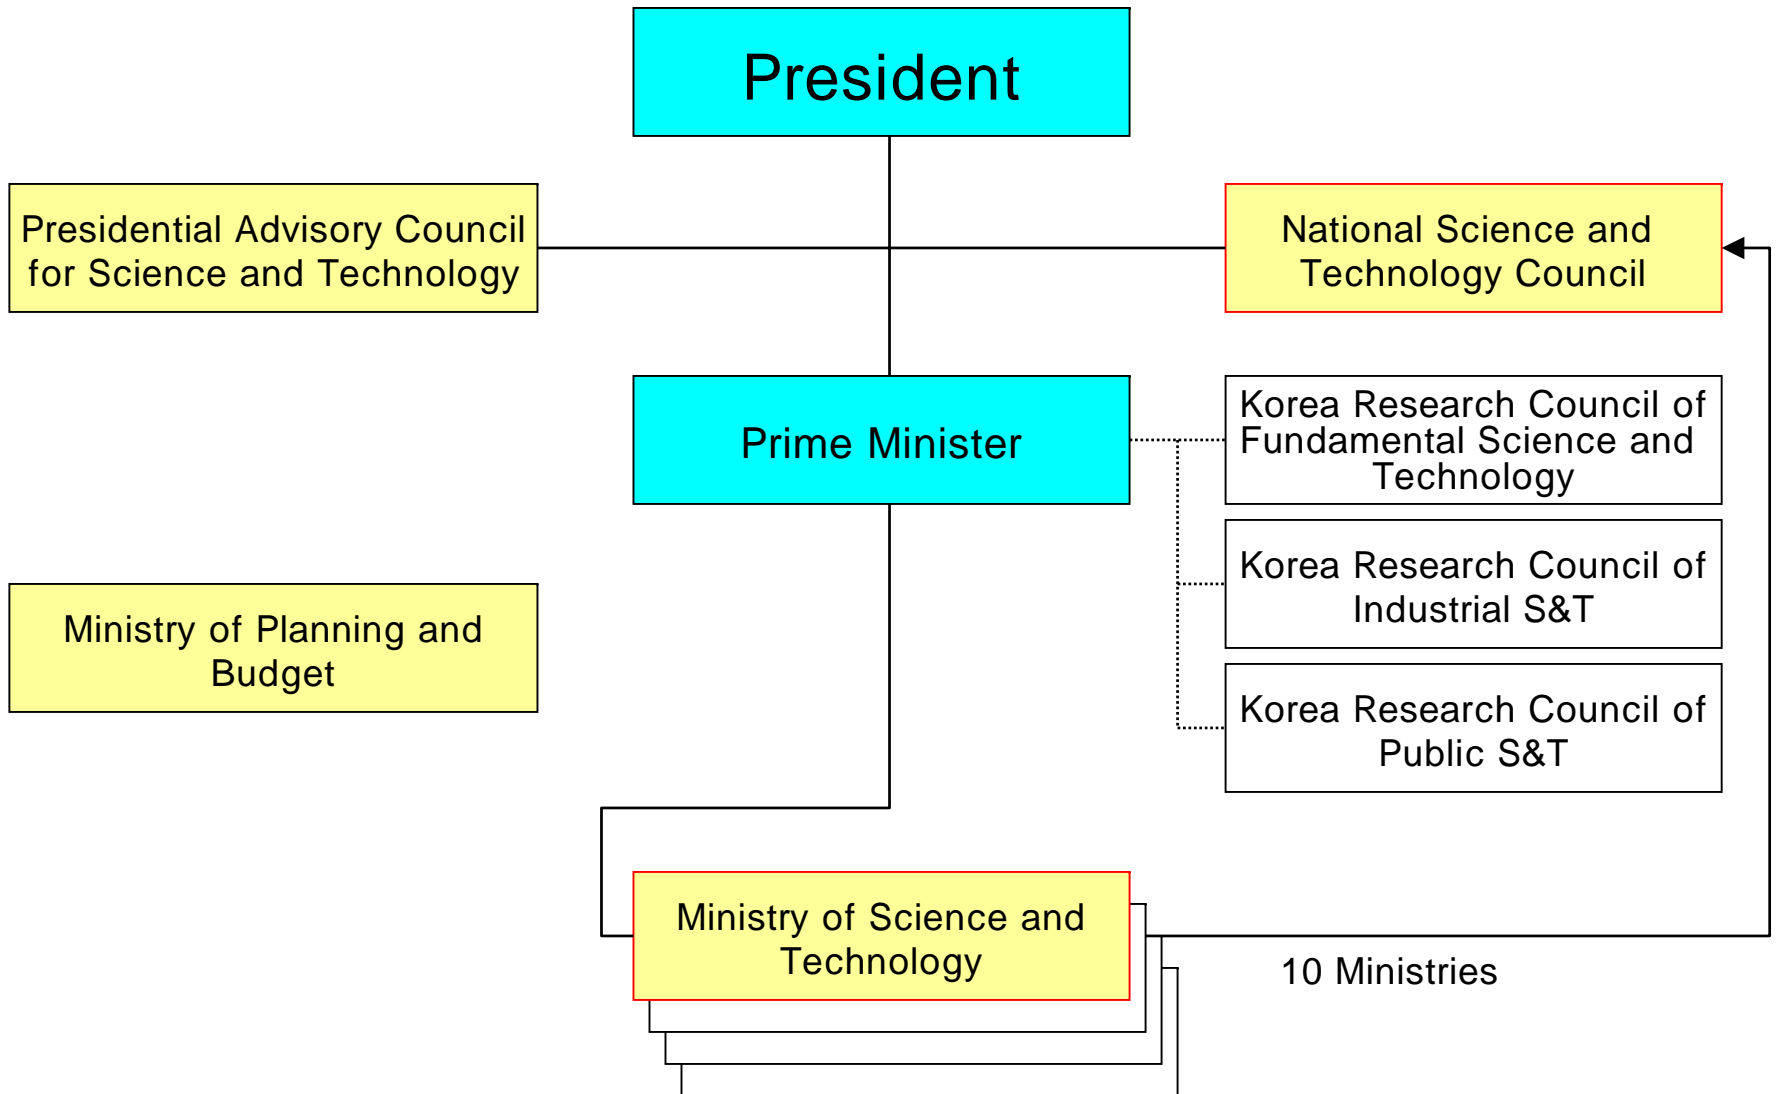 President
Presidential Advisory Council
for Science and Technology
National Science and
Technology Council
Prime Minister
Korea Research Council of
Fundamental Science and
Technology
Korea Research Council of
Industrial S&T
Ministry of Planning and
Budget
Korea Research Council of
Public S&T
Ministry of Science and
Technology
10 Ministries